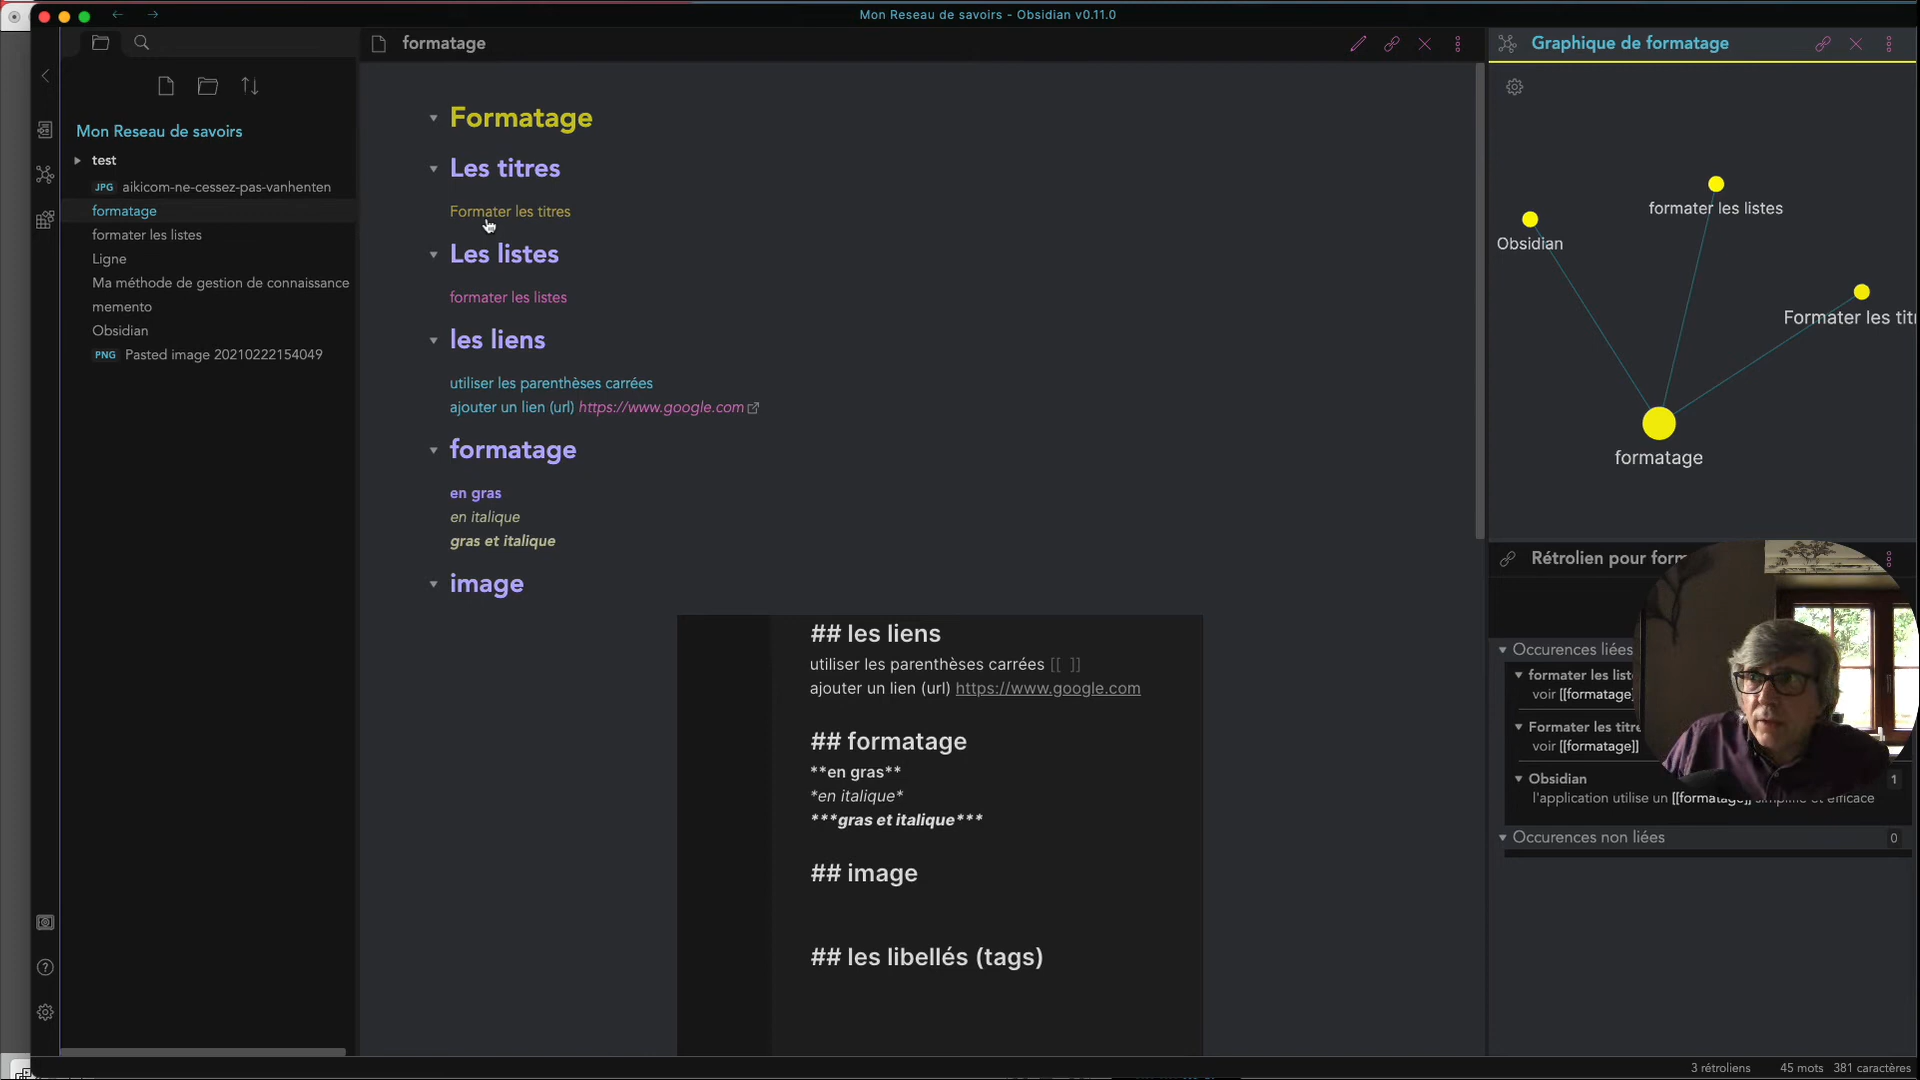 Mon Reseau de savoirs - Obsidian v0.11.0
formatage
Graphique de formatage
Mon Reseau de savoirs
test
JPG aikicom-ne-cessez-pas-vanhenten
formatage
formater les listes
Ligne
Ma méthode de gestion de connaissance
memento
Obsidian
PNG Pasted image 20210222154049
Formatage
Les titres
Formater les titres
Les listes
formater les listes
les liens
utiliser les parenthèses carrées
ajouter un lien (url) https://www.google.com
formatage
en gras
en italique
gras et italique
image
## les liens
utiliser les parenthèses carrées [[ ]]
ajouter un lien (url) https://www.google.com
## formatage
**en gras**
*en italique*
***gras et italique***
## image
## les libellés (tags)
formater les listes
Obsidian
Formater les
formatage
Rétrolien pour
Occurences liées
formater les
voir [[formatage]
Formater les
voir [[formatage]]
Obsidian 1
l'application utilise un [[formatage]] simplifié et efficace
Occurences non liées 0
3 rétroliens 45 mots 381 caractères